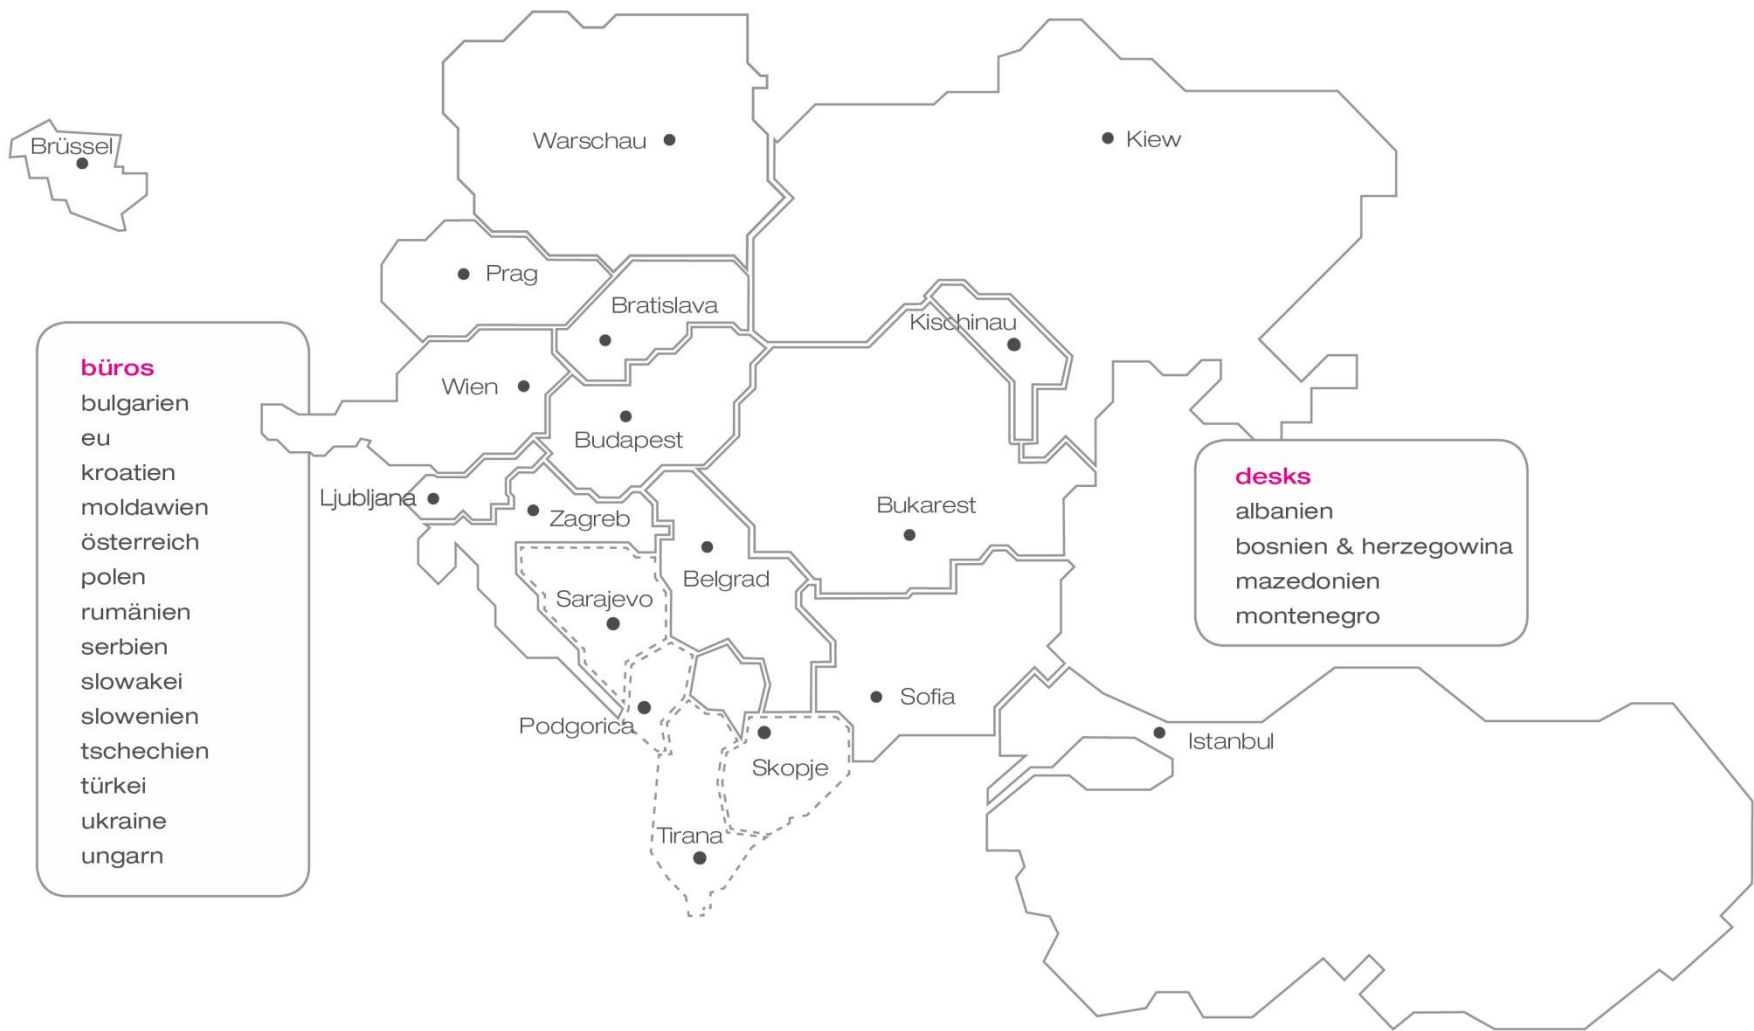 Brüssel
Warschau
Kiew
Prag
Bratislava
Kischinau
Wien
Budapest
Ljubljana
Zagreb
Bukarest
Belgrad
Sarajevo
Podgorica
Sofia
Skopje
Istanbul
Tirana
büros
bulgarien
eu
kroatien
moldawien
österreich
polen
rumänien
serbien
slowakei
slowenien
tschechien
türkei
ukraine
ungarn
desks
albanien
bosnien & herzegowina
mazedonien
montenegro